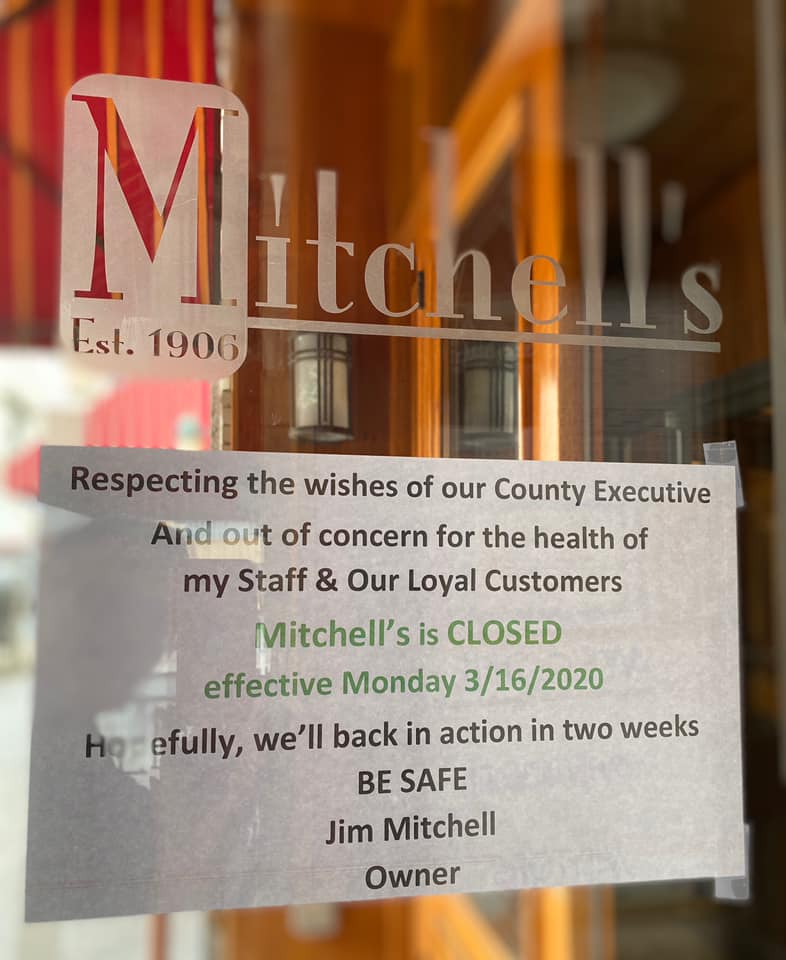 Mitchell's
Est. 1906
Respecting the wishes of our County Executive
And out of concern for the health of
my Staff & Our Loyal Customers
Mitchell's is CLOSED
effective Monday 3/16/2020
Hopefully, we'll back in action in two weeks
BE SAFE
Jim Mitchell
Owner